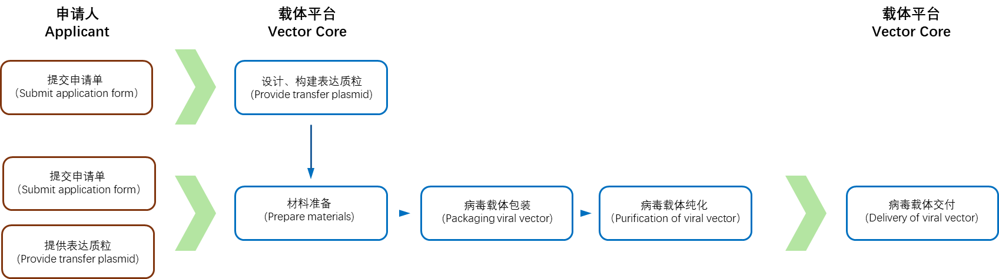 申请人
Applicant
载体平台
Vector Core
载体平台
Vector Core
提交申请单
（Submit application form）
设计、构建表达质粒
(Provide transfer plasmid)
提交申请单
（Submit application form）
提供表达质粒
(Provide transfer plasmid)
材料准备
(Prepare materials)
病毒载体包装
(Packaging viral vector)
病毒载体纯化
（Purification of viral vector）
病毒载体交付
(Delivery of viral vector)